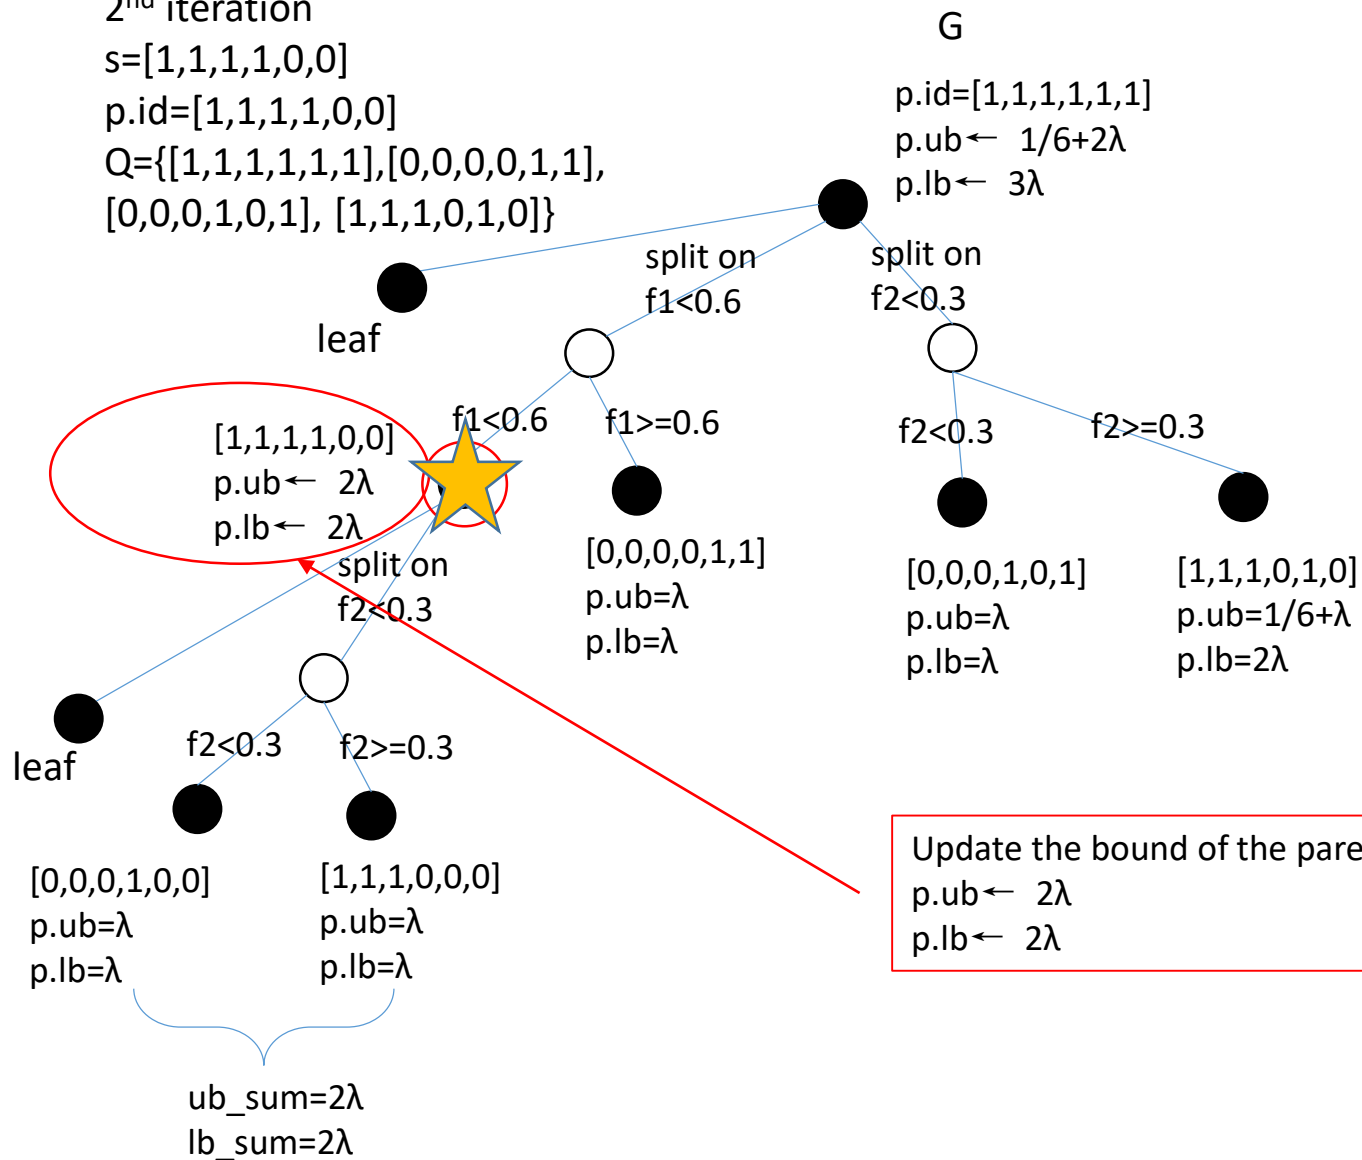 2nd iteration
s=[1,1,1,1,0,0]
p.id=[1,1,1,1,0,0]
Q={[1,1,1,1,1,1],[0,0,0,0,1,1],
[0,0,0,1,0,1], [1,1,1,0,1,0]}
G
p.id=[1,1,1,1,1,1]
p.ub← 1/6+2λ
p.lb← 3λ
split on
f1<0.6
split on
f2<0.3
leaf
f1<0.6
f1>=0.6
f2<0.3
f2>=0.3
[1,1,1,1,0,0]
p.ub← 2λ
p.lb← 2λ
[0,0,0,0,1,1]
p.ub=λ
p.lb=λ
[0,0,0,1,0,1]
p.ub=λ
p.lb=λ
[1,1,1,0,1,0]
p.ub=1/6+λ
p.lb=2λ
split on
f2<0.3
leaf
f2<0.3
f2>=0.3
[0,0,0,1,0,0]
p.ub=λ
p.lb=λ
[1,1,1,0,0,0]
p.ub=λ
p.lb=λ
ub_sum=2λ
lb_sum=2λ
Update the bound of the pare
p.ub← 2λ
p.lb← 2λ